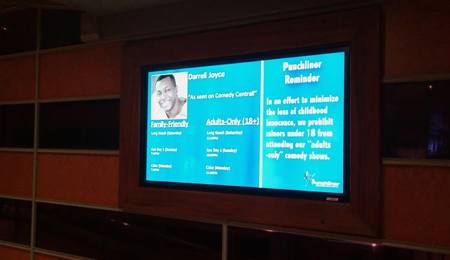 Darrell Joyce
"As seen on Comedy Central!"
Family-Friendly
Long Beach (Saturday)
Sea Day 1 (Sunday)
Cabo (Monday)
Adults-Only (18+)
Long Beach (Saturday)
Sea Day 1 (Sunday)
Cabo (Monday)
Punchliner
Reminder
In an effort to minimize
the loss of childhood
innocence, we prohibit
minors under 18 from
attending our "adults
-only" comedy shows.
Punchliner